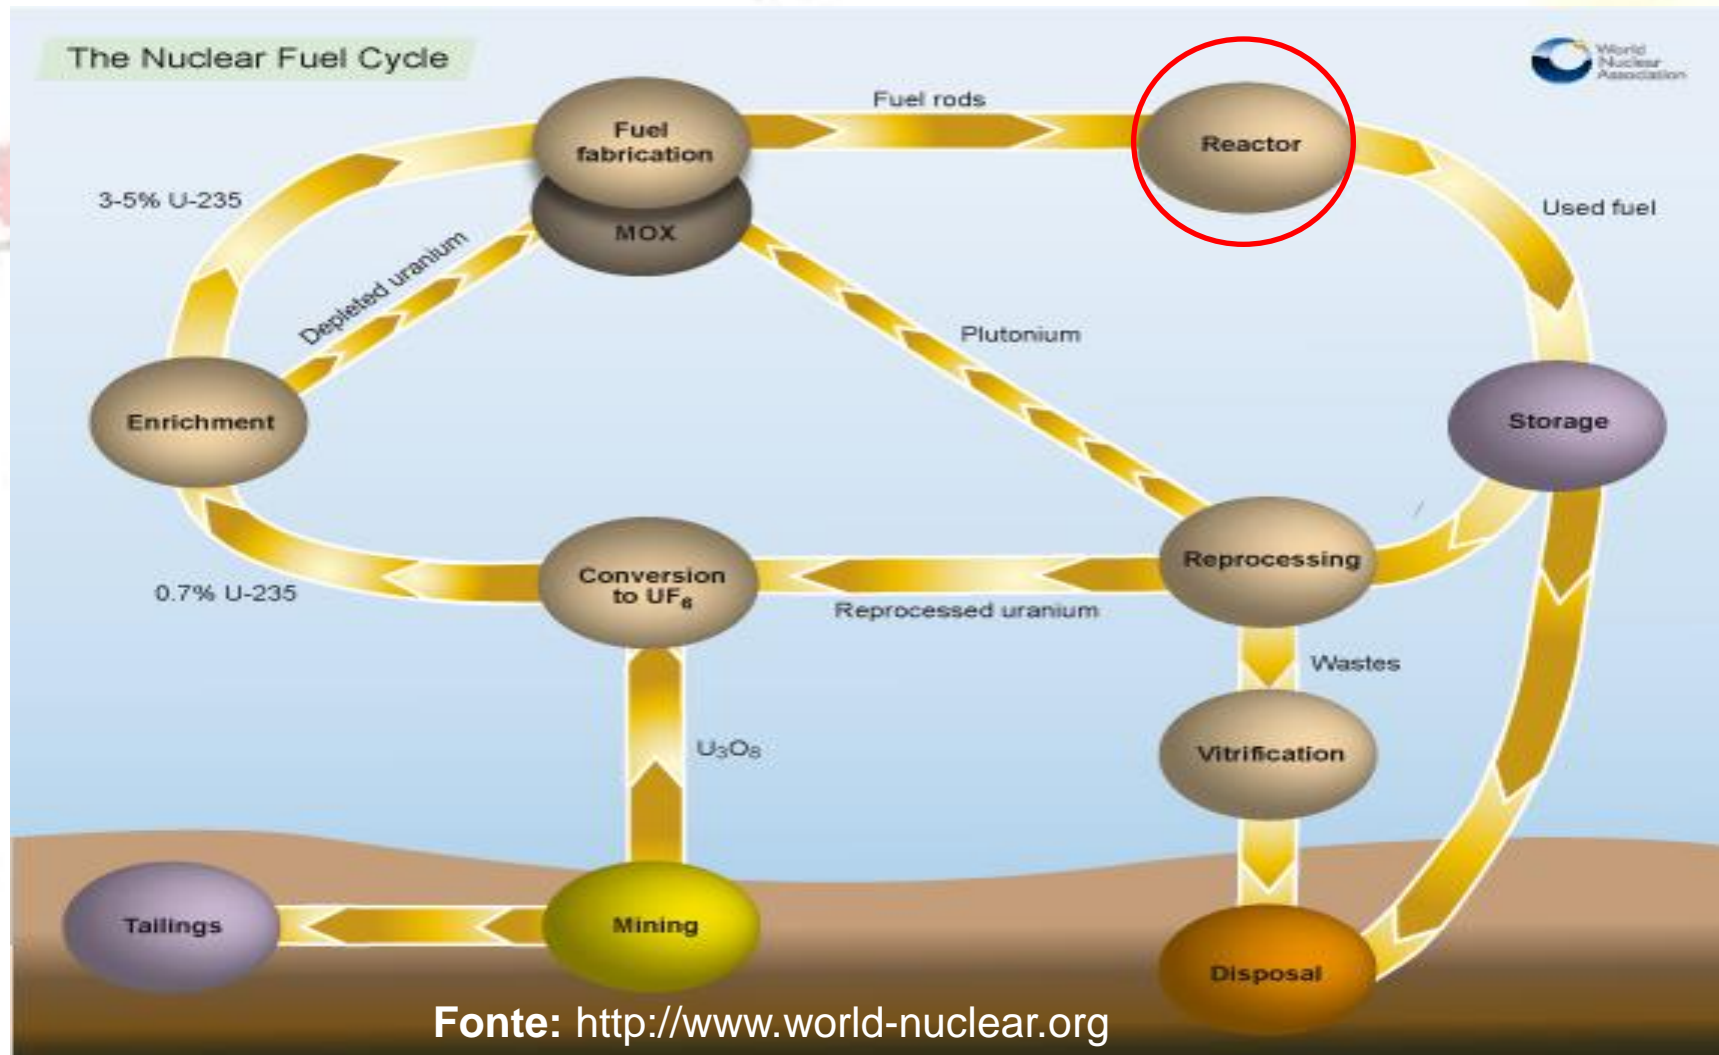 The Nuclear Fuel Cycle
World
Nuclear
Association
Fuel rods
Fuel
fabrication
Reactor
3-5% U-235
Used fuel
MOX
Depleted uranium
Plutonium
Enrichment
Storage
Reprocessing
Conversion
to UF₆
0.7% U-235
Reprocessed uranium
Wastes
U₃O₈
Vitrification
Tailings
Mining
Disposal
Fonte: http://www.world-nuclear.org